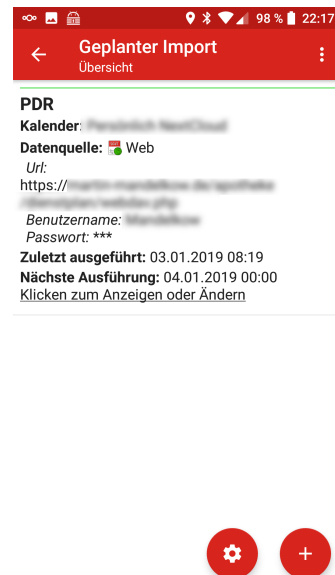 98 % 22:17
Geplanter Import
Übersicht
PDR
Kalender:
Datenquelle: Web
Url:
https://
Benutzername:
Passwort: ***
Zuletzt ausgeführt: 03.01.2019 08:19
Nächste Ausführung: 04.01.2019 00:00
Klicken zum Anzeigen oder Ändern